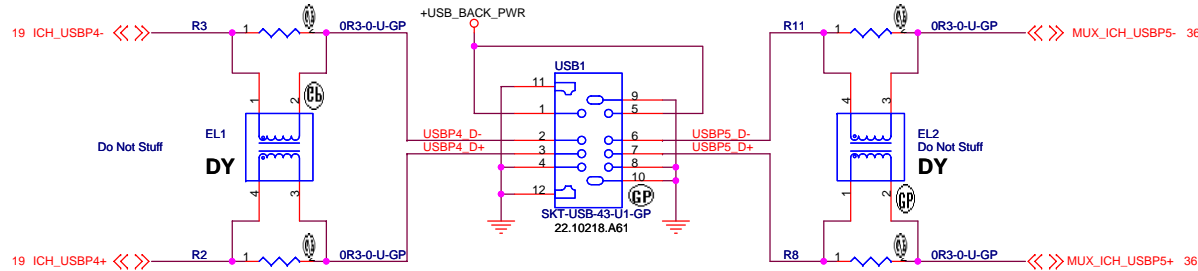 +USB_BACK_PWR
19 ICH_USBP4- R3 1 2 0R3-0-U-GP
R11 1 2 0R3-0-U-GP MUX_ICH_USBP5- 36
USB1
11 9
1 5
1 2
4 3
EL1
Do Not Stuff
DY
USBP4_D- 2 6 USBP5_D-
USBP4_D+ 3 7 USBP5_D+
4 8
10
12
GP
EL2
Do Not Stuff
DY
4 3
1 2
GP
SKT-USB-43-U1-GP
22.10218.A61
19 ICH_USBP4+ R2 1 2 0R3-0-U-GP
R8 1 2 0R3-0-U-GP MUX_ICH_USBP5+ 36